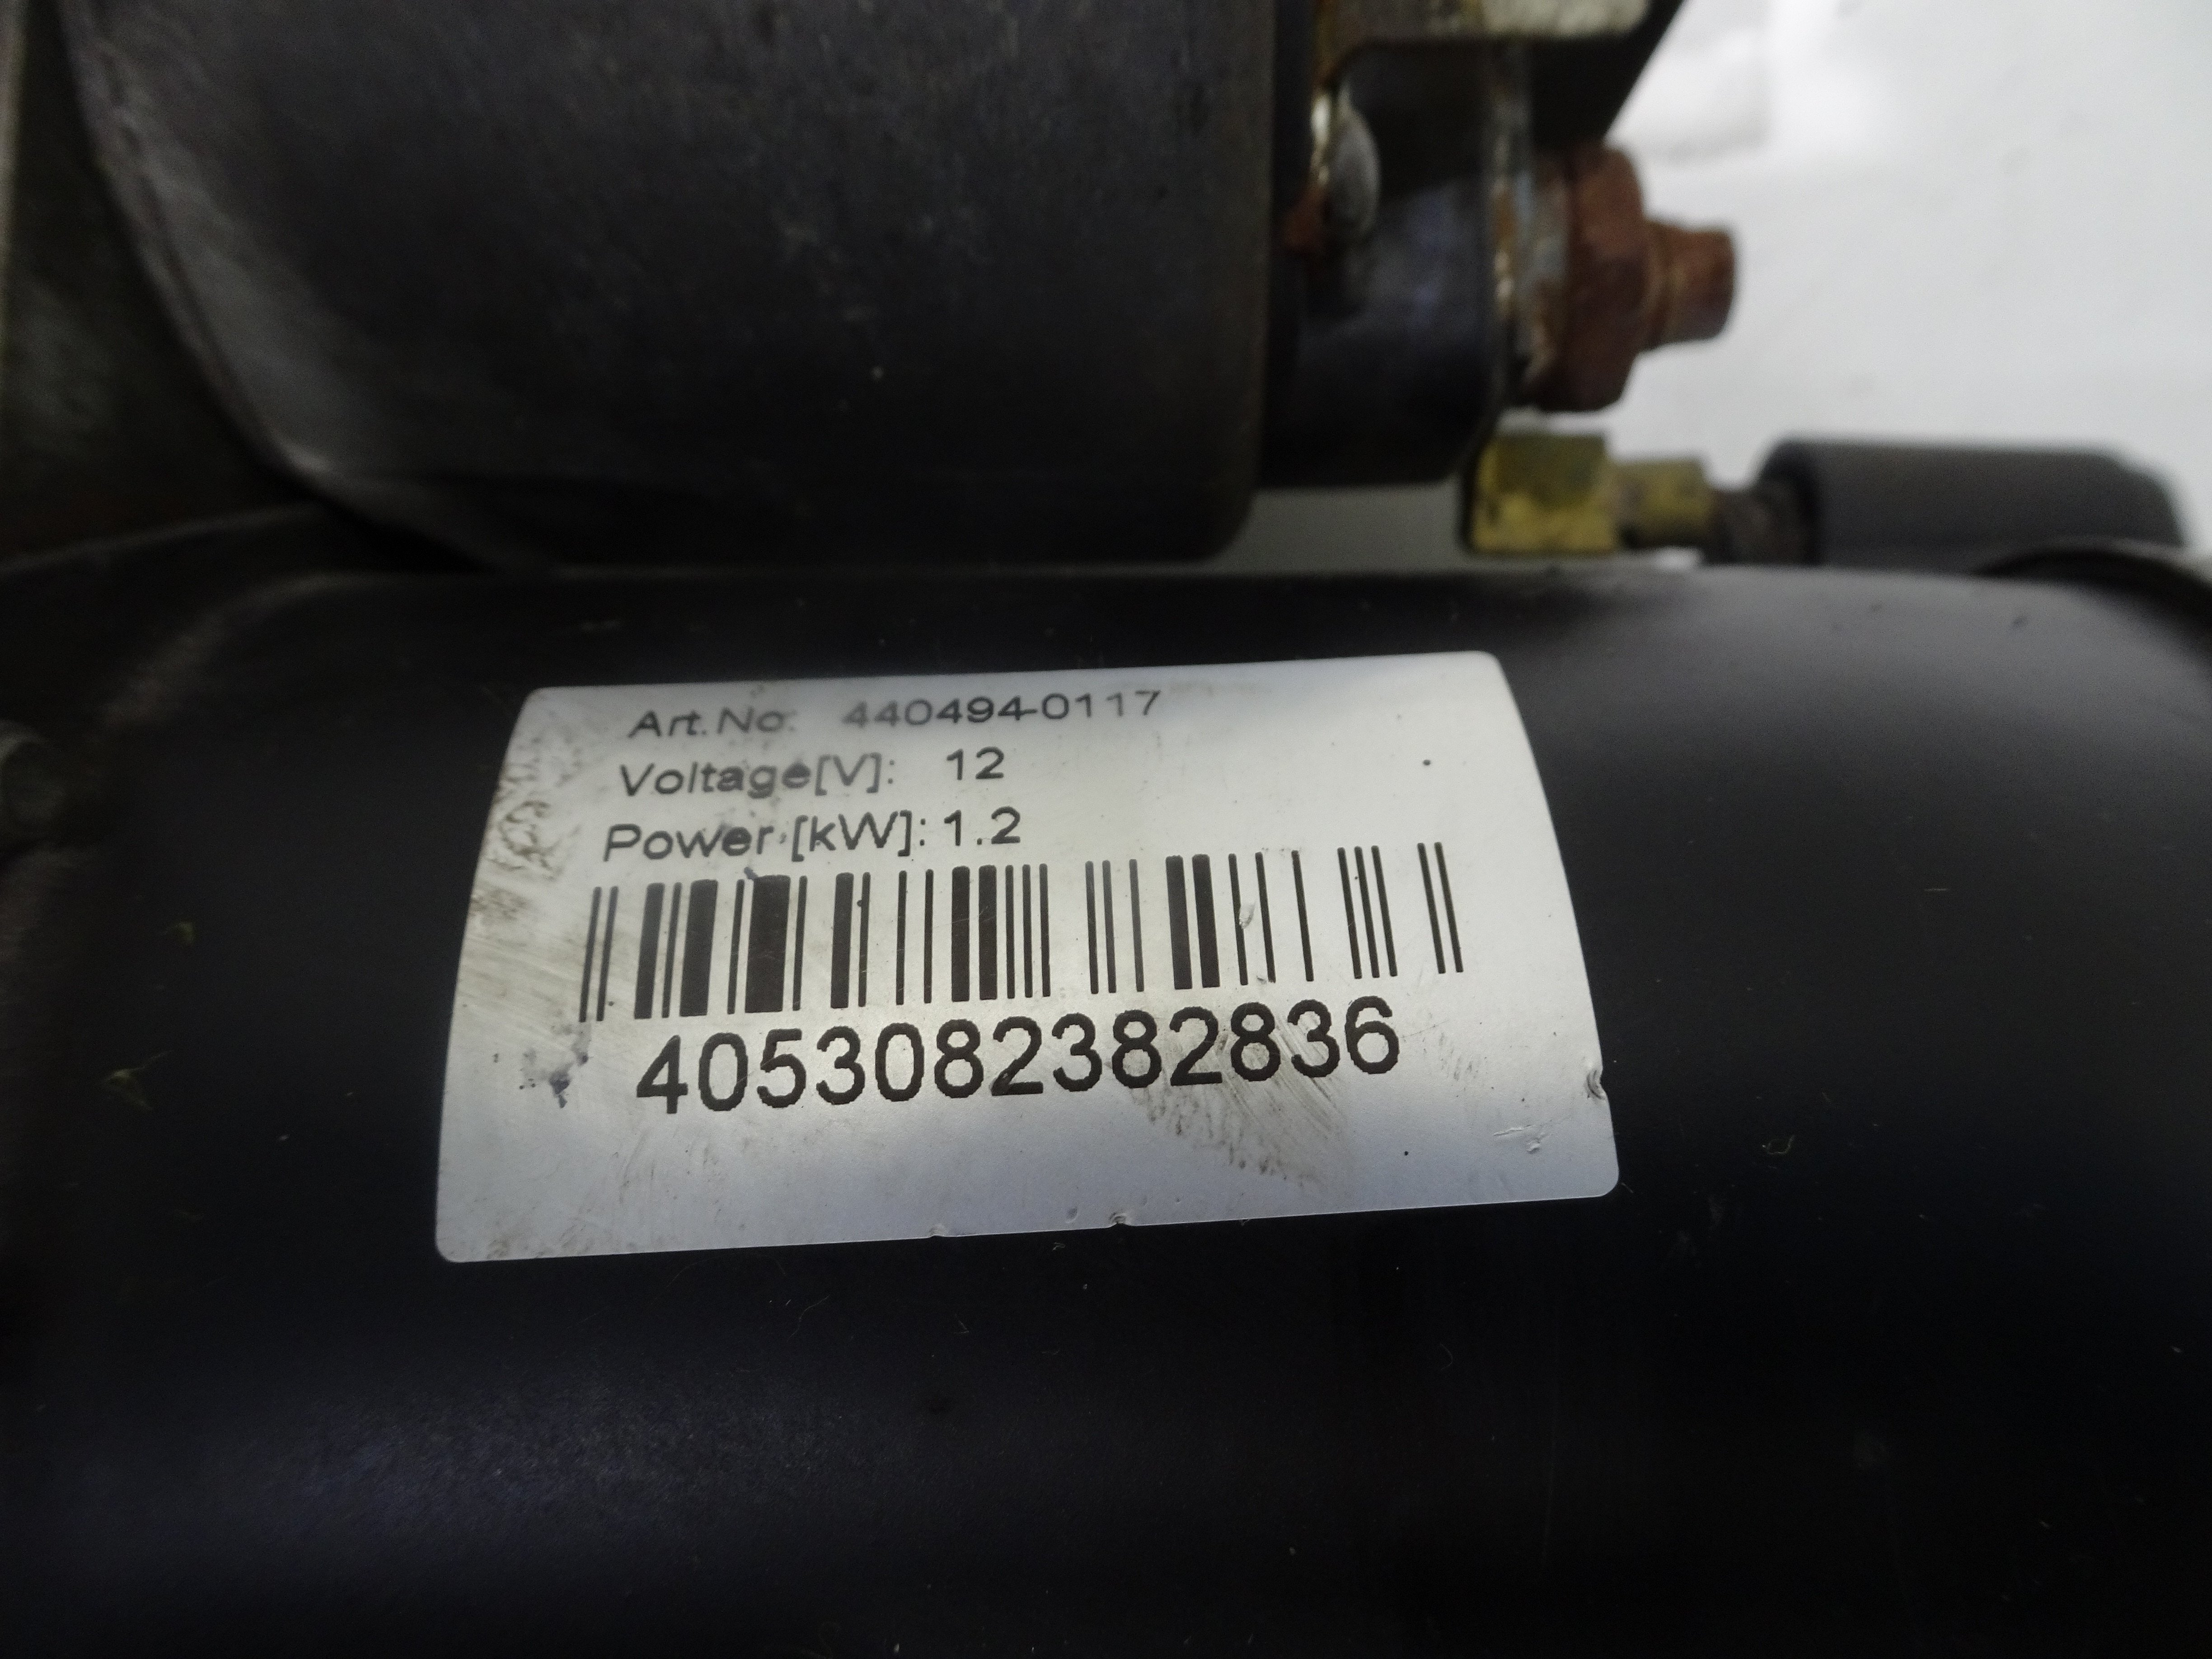 Art.No: 440494-0117
Voltage[V]: 12
Power [kW]: 1.2
4053082382836